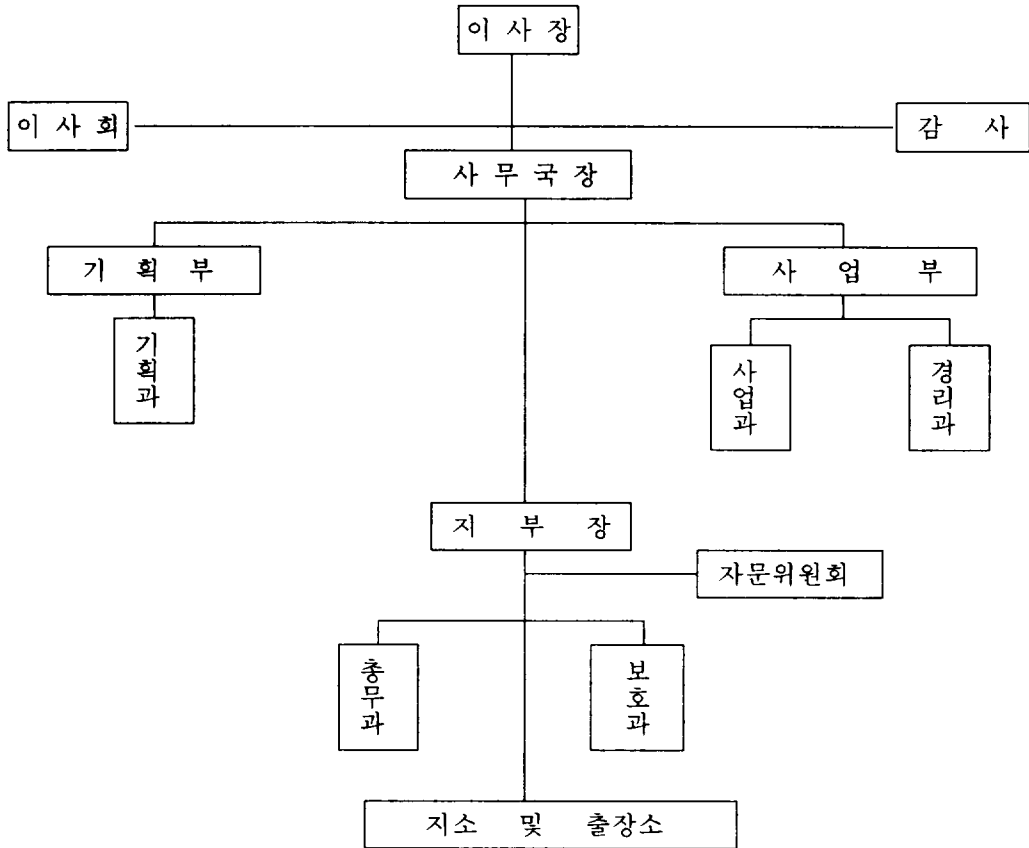 이 사 장
이 사 회
감 사
사 무 국 장
기 획 부
사 업 부
기획과
사업과
경리과
지 부 장
자문위원회
총무과
보호과
지소 및 출장소